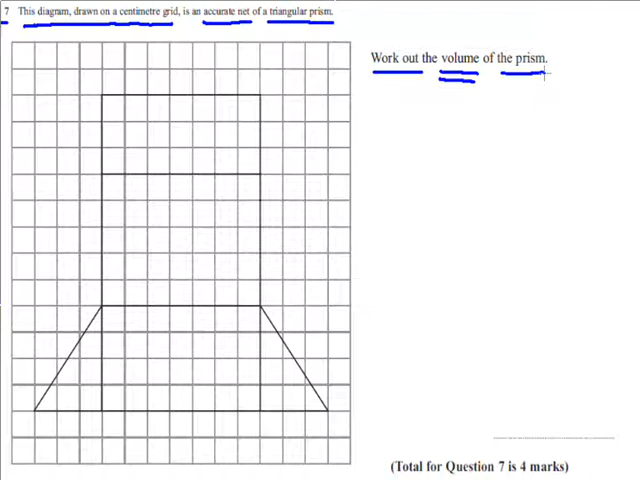 7 This diagram, drawn on a centimetre grid, is an accurate net of a triangular prism.
Work out the volume of the prism.
(Total for Question 7 is 4 marks)